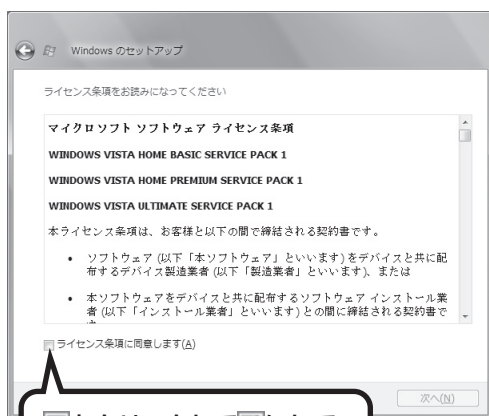 Windows のセットアップ
ライセンス条項をお読みになってください
マイクロソフト ソフトウェア ライセンス条項
WINDOWS VISTA HOME BASIC SERVICE PACK 1
WINDOWS VISTA HOME PREMIUM SERVICE PACK 1
WINDOWS VISTA ULTIMATE SERVICE PACK 1
本ライセンス条項は、お客様と以下の間で締結される契約書です。
• ソフトウェア (以下「本ソフトウェア」といいます) をデバイスと共に配
布するデバイス製造業者 (以下「製造業者」といいます)、または
• 本ソフトウェアをデバイスと共に配布するソフトウェア インストール業
者 (以下「インストール業者」といいます) との間に締結される契約書で
ライセンス条項に同意します(A)
次へ(N)